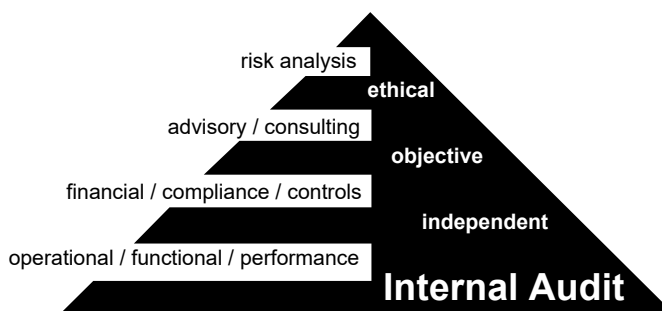 risk analysis
ethical
advisory / consulting
objective
financial / compliance / controls
independent
operational / functional / performance
Internal Audit